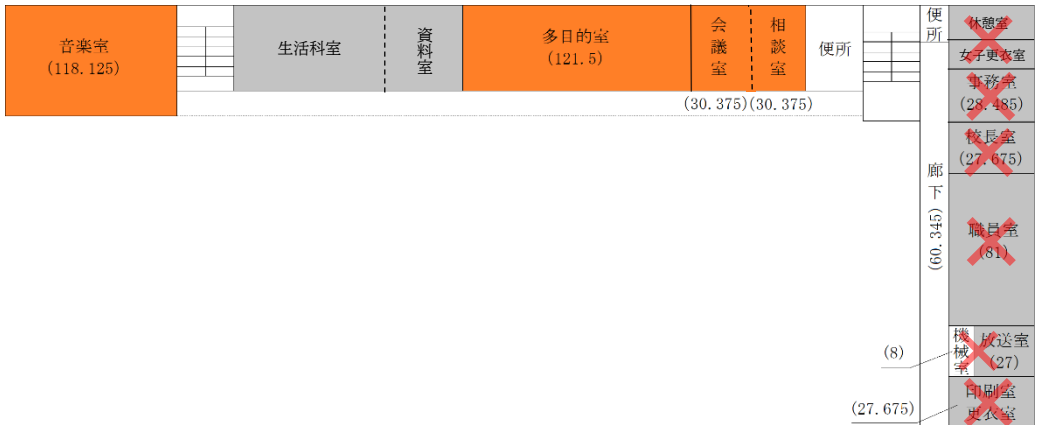 音楽室
(118.125)
生活科室
資料室
多目的室
(121.5)
会議室
相談室
便所
(30.375)(30.375)
便所
休憩室
女子更衣室
事務室
(28.485)
校長室
(27.675)
廊下(60.345)
職員室
(81)
機械室
放送室
(27)
(8)
印刷室
更衣室
(27.675)